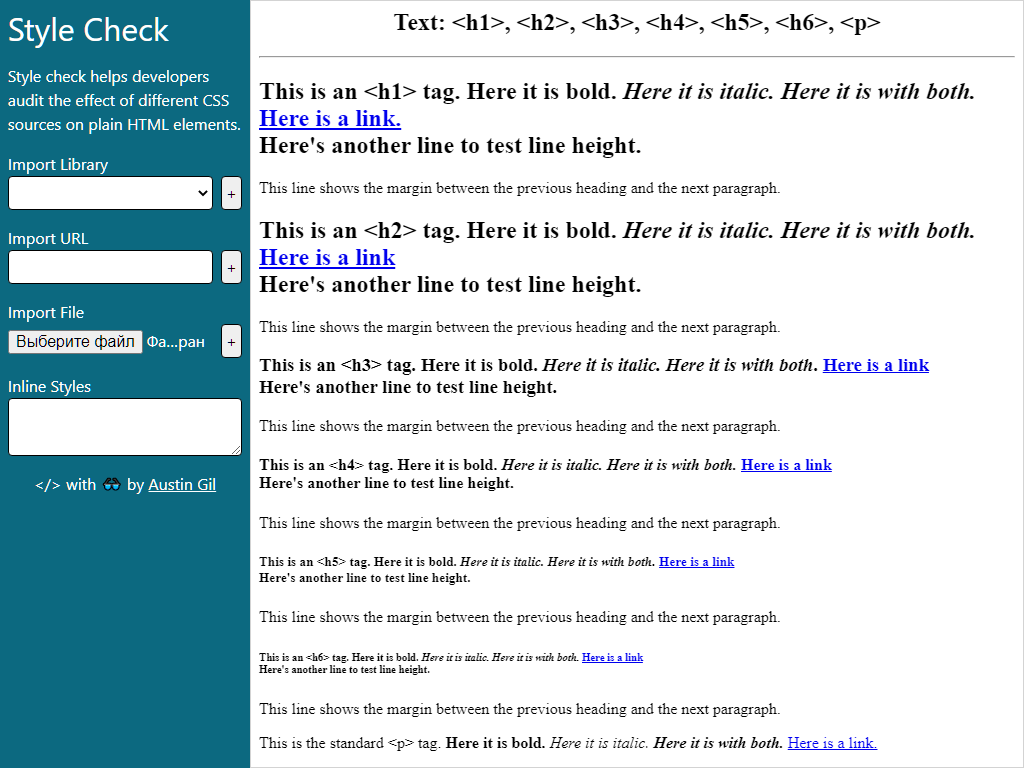 Style Check
Style check helps developers
audit the effect of different CSS
sources on plain HTML elements.
Import Library
+
Import URL
+
Import File
Выберите файл Фа...ран +
Inline Styles
</> with 🕶 by Austin Gil
Text: <h1>, <h2>, <h3>, <h4>, <h5>, <h6>, <p>
This is an <h1> tag. Here it is bold. Here it is italic. Here it is with both.
Here is a link.
Here's another line to test line height.
This line shows the margin between the previous heading and the next paragraph.
This is an <h2> tag. Here it is bold. Here it is italic. Here it is with both.
Here is a link
Here's another line to test line height.
This line shows the margin between the previous heading and the next paragraph.
This is an <h3> tag. Here it is bold. Here it is italic. Here it is with both. Here is a link
Here's another line to test line height.
This line shows the margin between the previous heading and the next paragraph.
This is an <h4> tag. Here it is bold. Here it is italic. Here it is with both. Here is a link
Here's another line to test line height.
This line shows the margin between the previous heading and the next paragraph.
This is an <h5> tag. Here it is bold. Here it is italic. Here it is with both. Here is a link
Here's another line to test line height.
This line shows the margin between the previous heading and the next paragraph.
This is an <h6> tag. Here it is bold. Here it is italic. Here it is with both. Here is a link
Here's another line to test line height.
This line shows the margin between the previous heading and the next paragraph.
This is the standard <p> tag. Here it is bold. Here it is italic. Here it is with both. Here is a link.